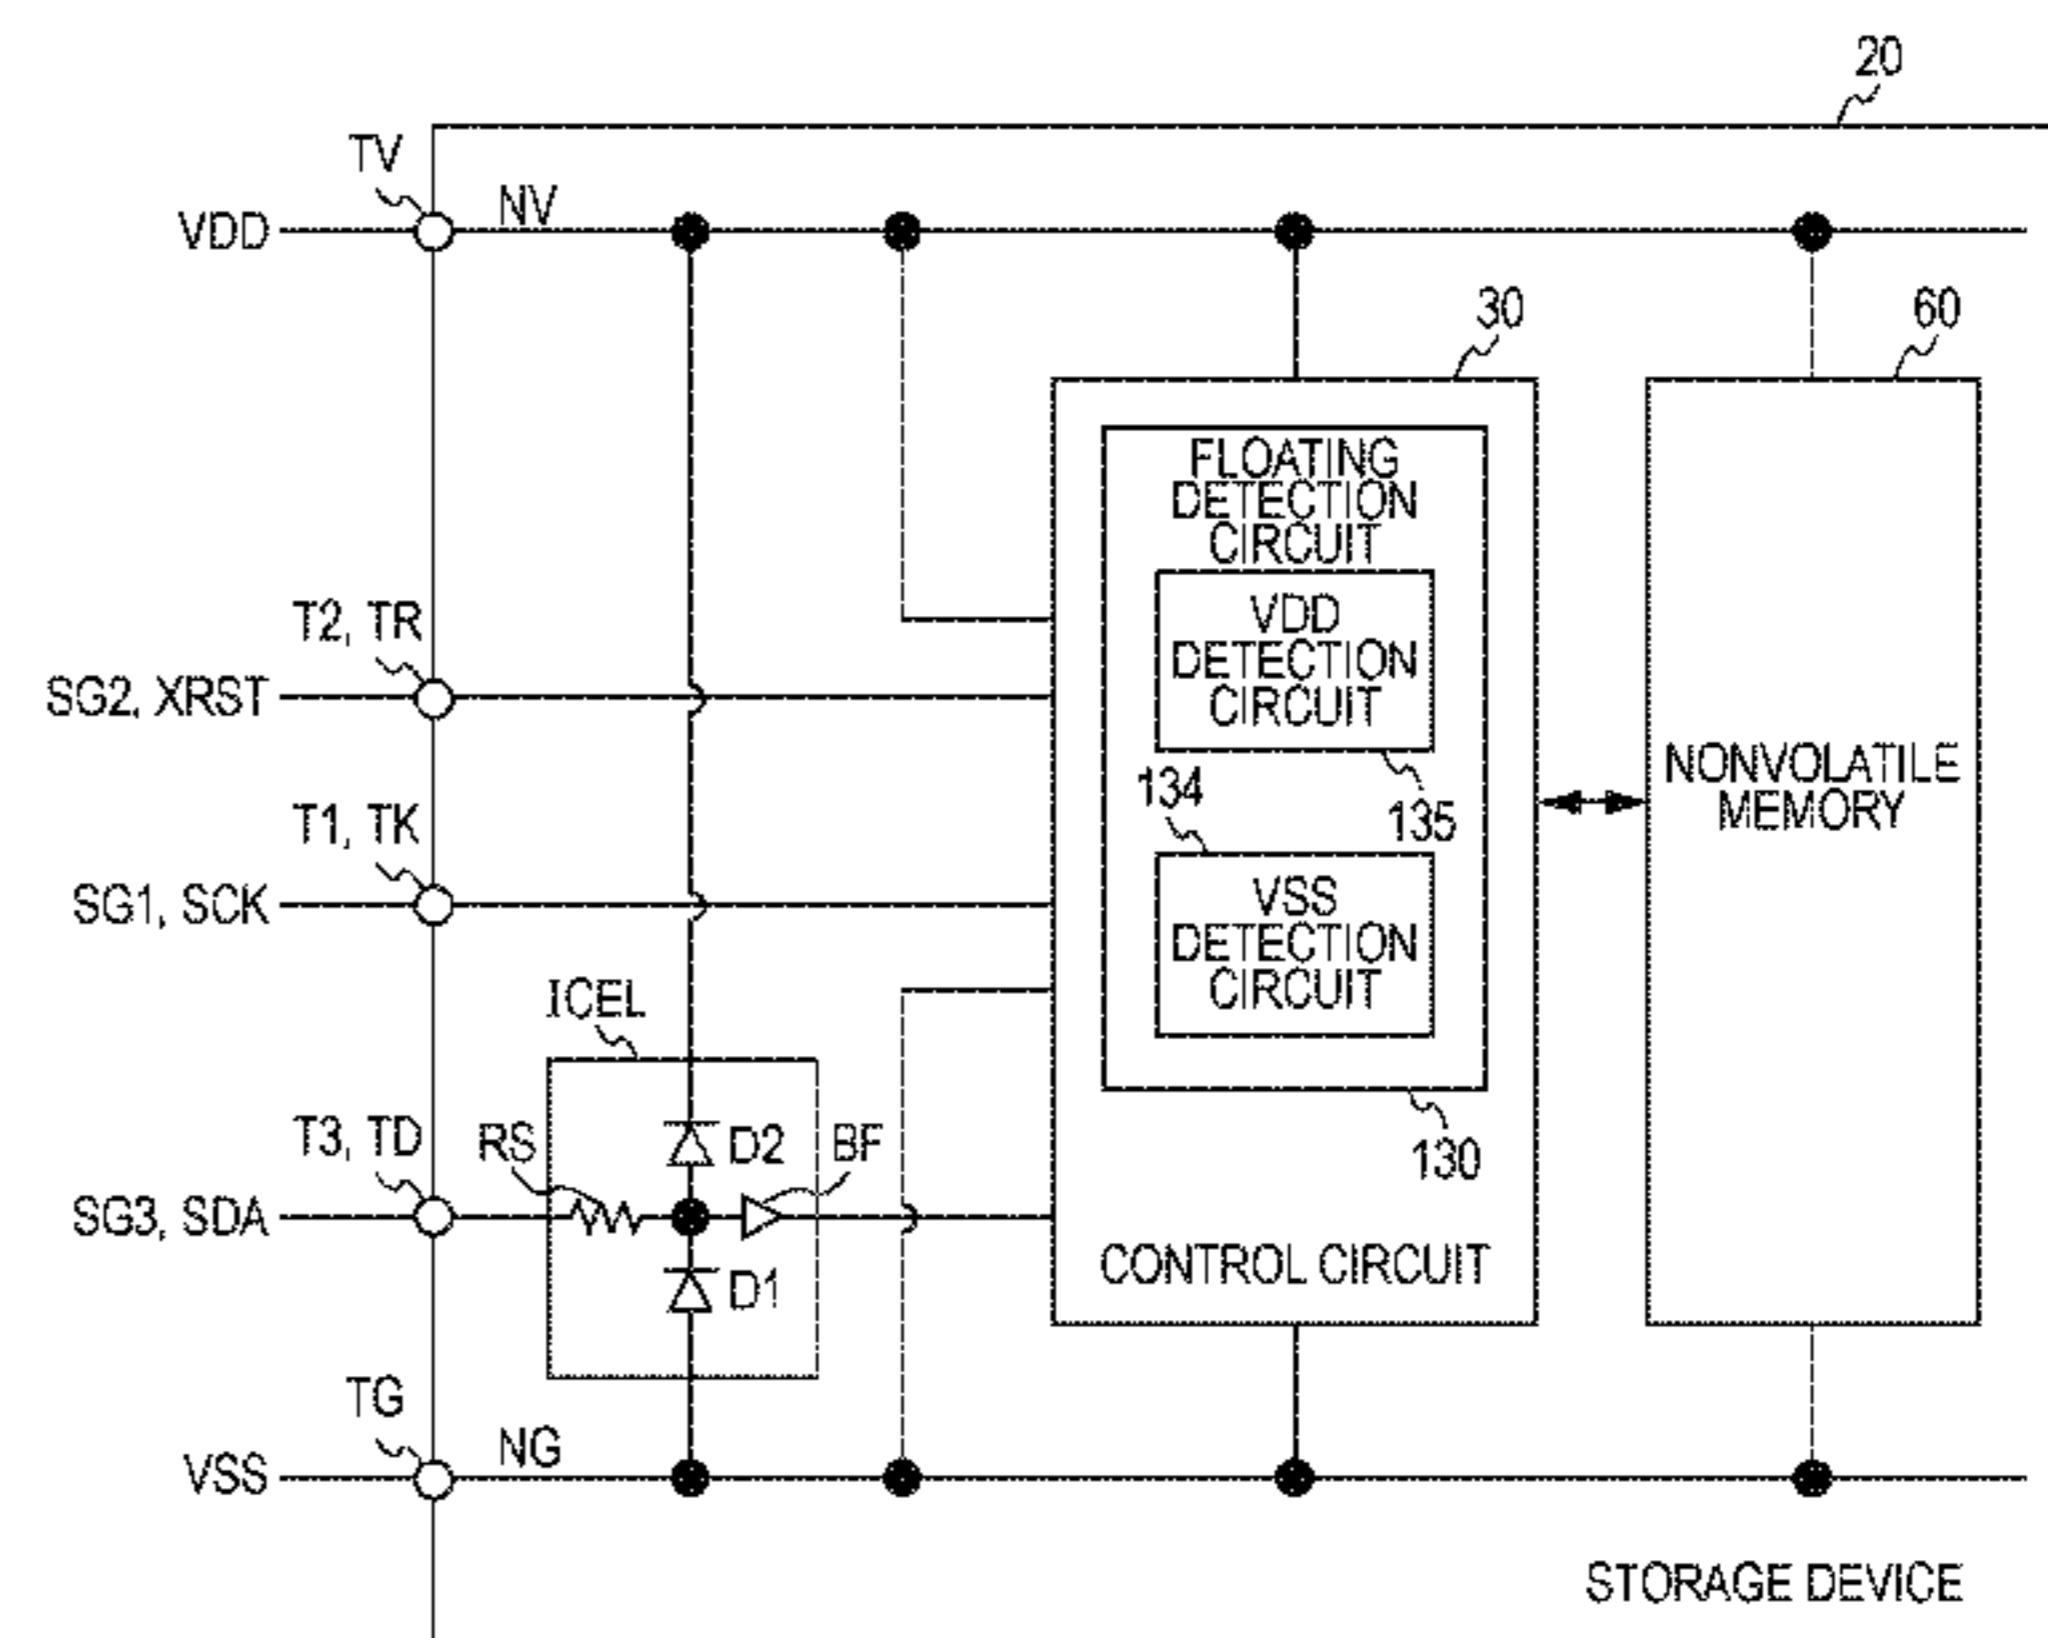 20
TV
VDD
NV
30
60
FLOATING
DETECTION
CIRCUIT
VDD
DETECTION
CIRCUIT
T2, TR
SG2, XRST
134
135
NONVOLATILE
MEMORY
T1, TK
SG1, SCK
VSS
DETECTION
CIRCUIT
ICEL
T3, TD
RS
D2
BF
130
SG3, SDA
D1
CONTROL CIRCUIT
TG
VSS
NG
STORAGE DEVICE